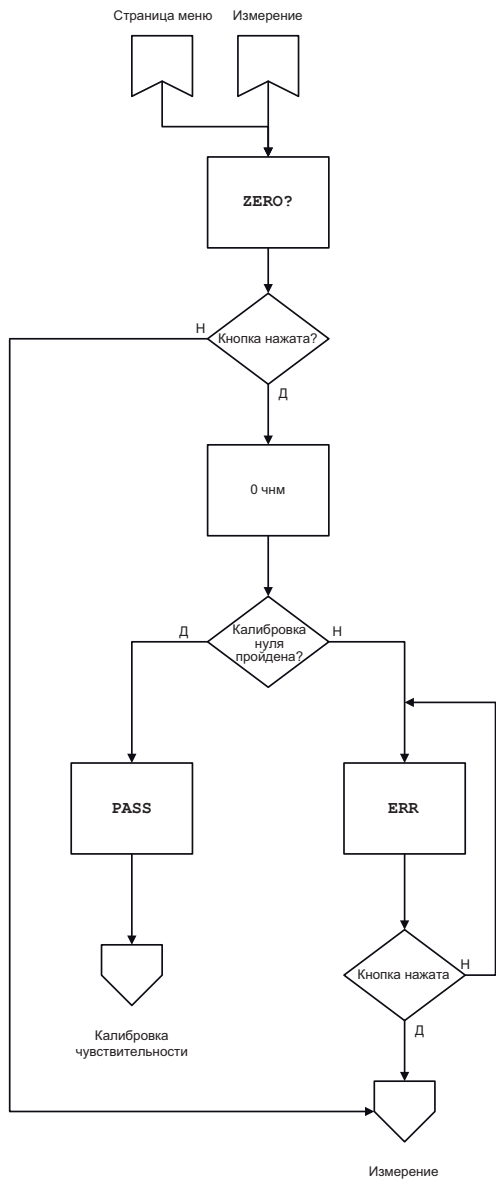 Страница меню
Измерение
ZERO?
Н
Кнопка нажата?
Д
0 чнм
Д
Калибровка
нуля
пройдена?
Н
PASS
ERR
Кнопка нажата
Н
Калибровка
чувствительности
Д
Измерение